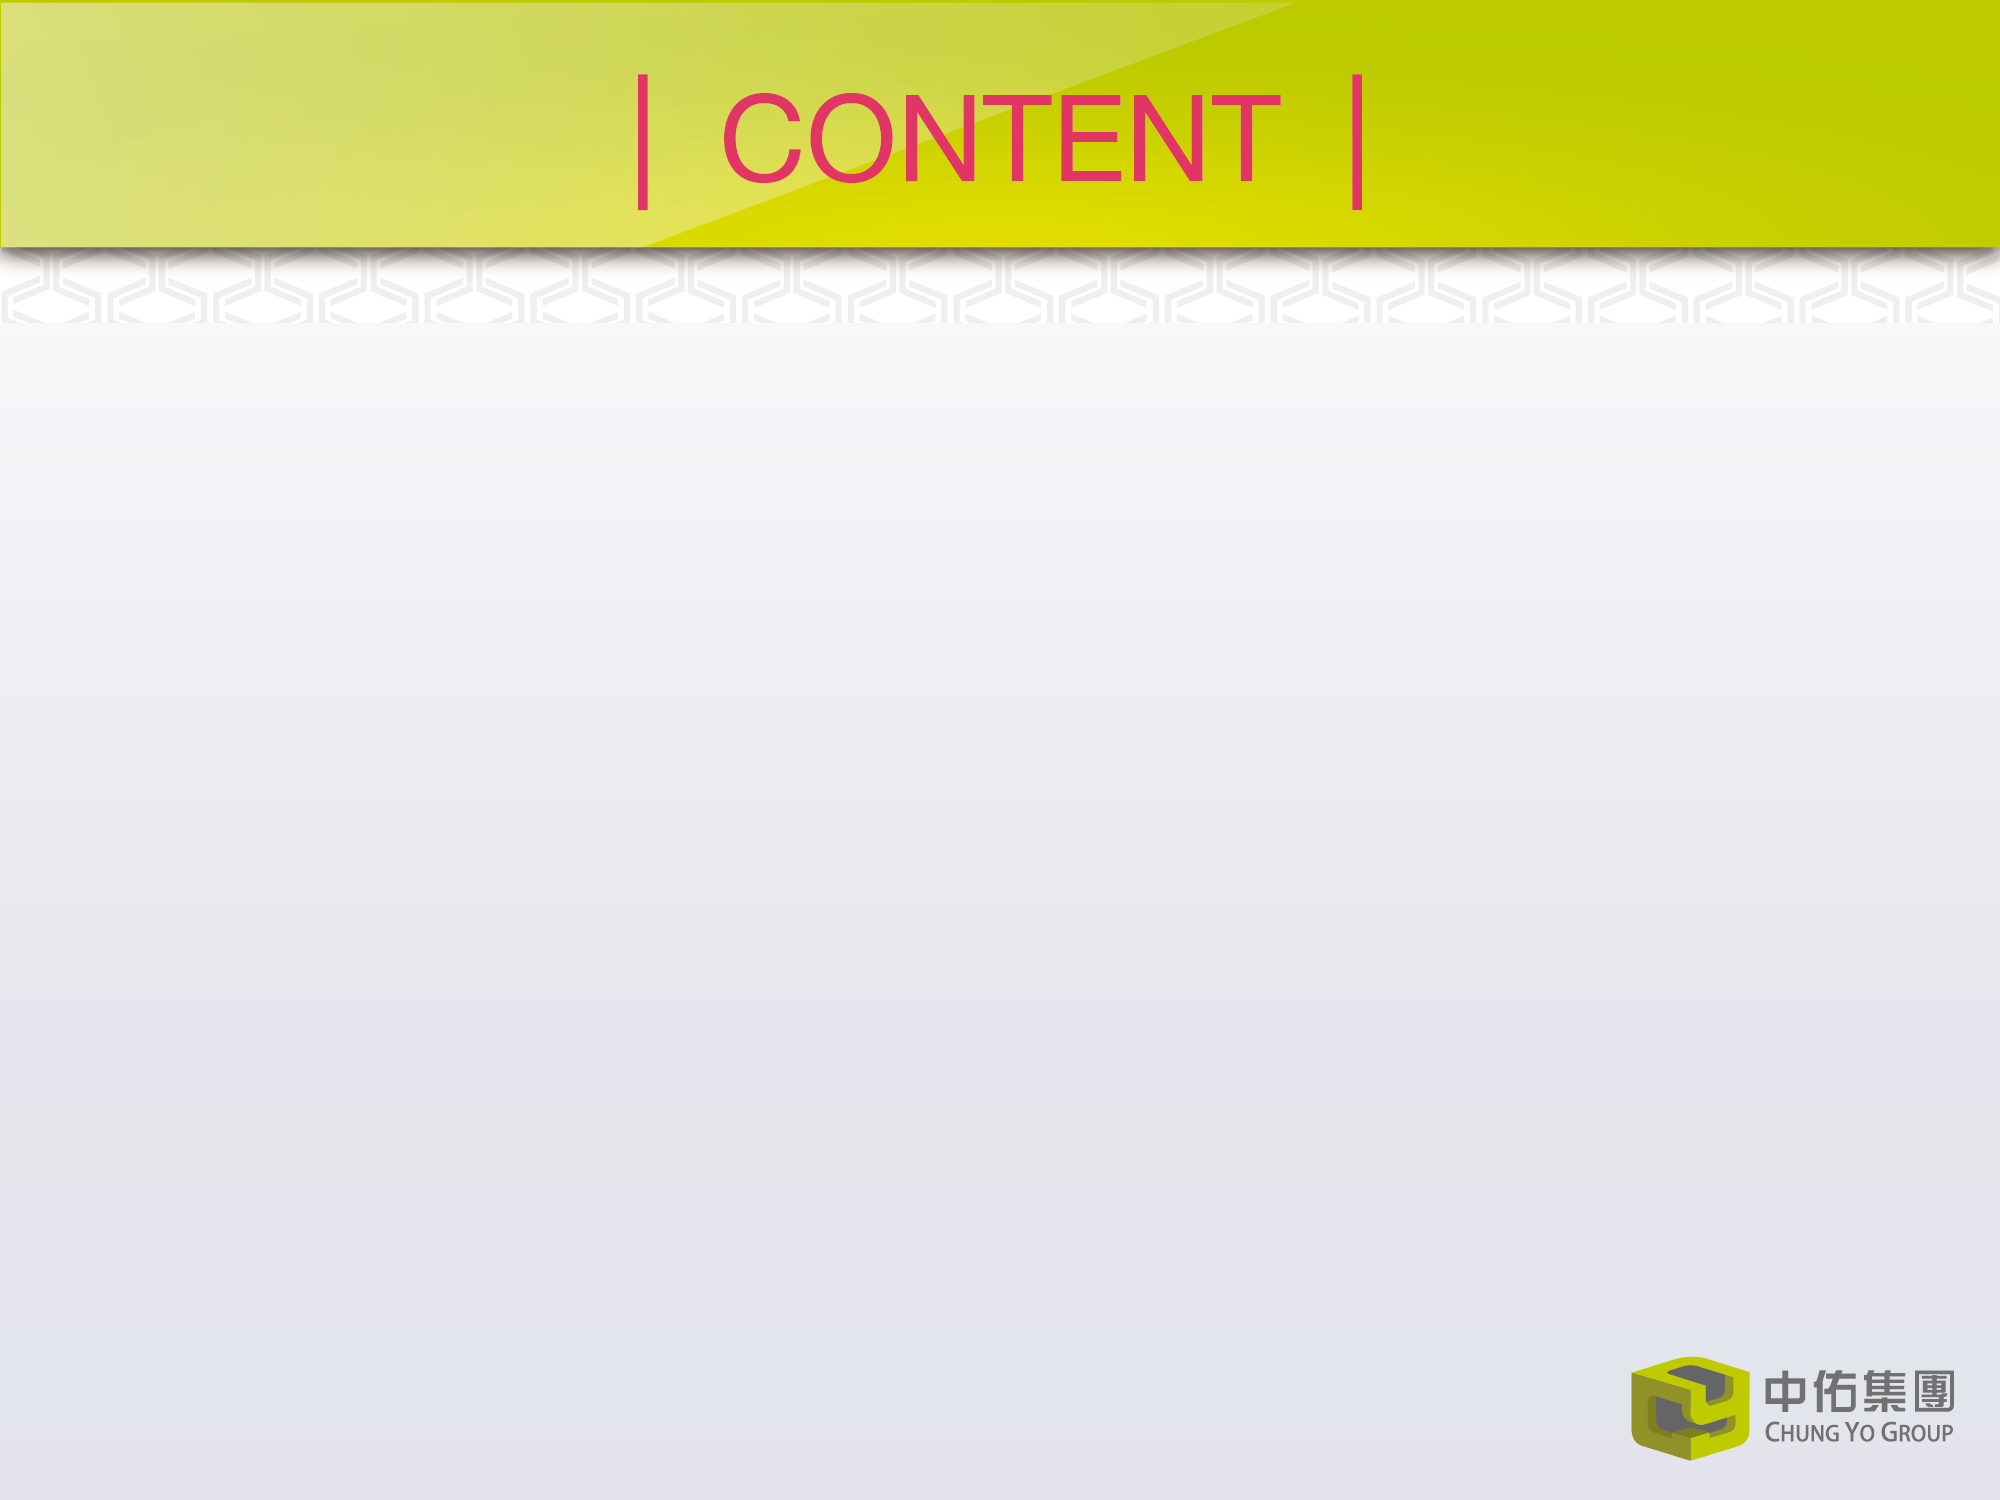 | CONTENT |
中佑集團
CHUNG YO GROUP